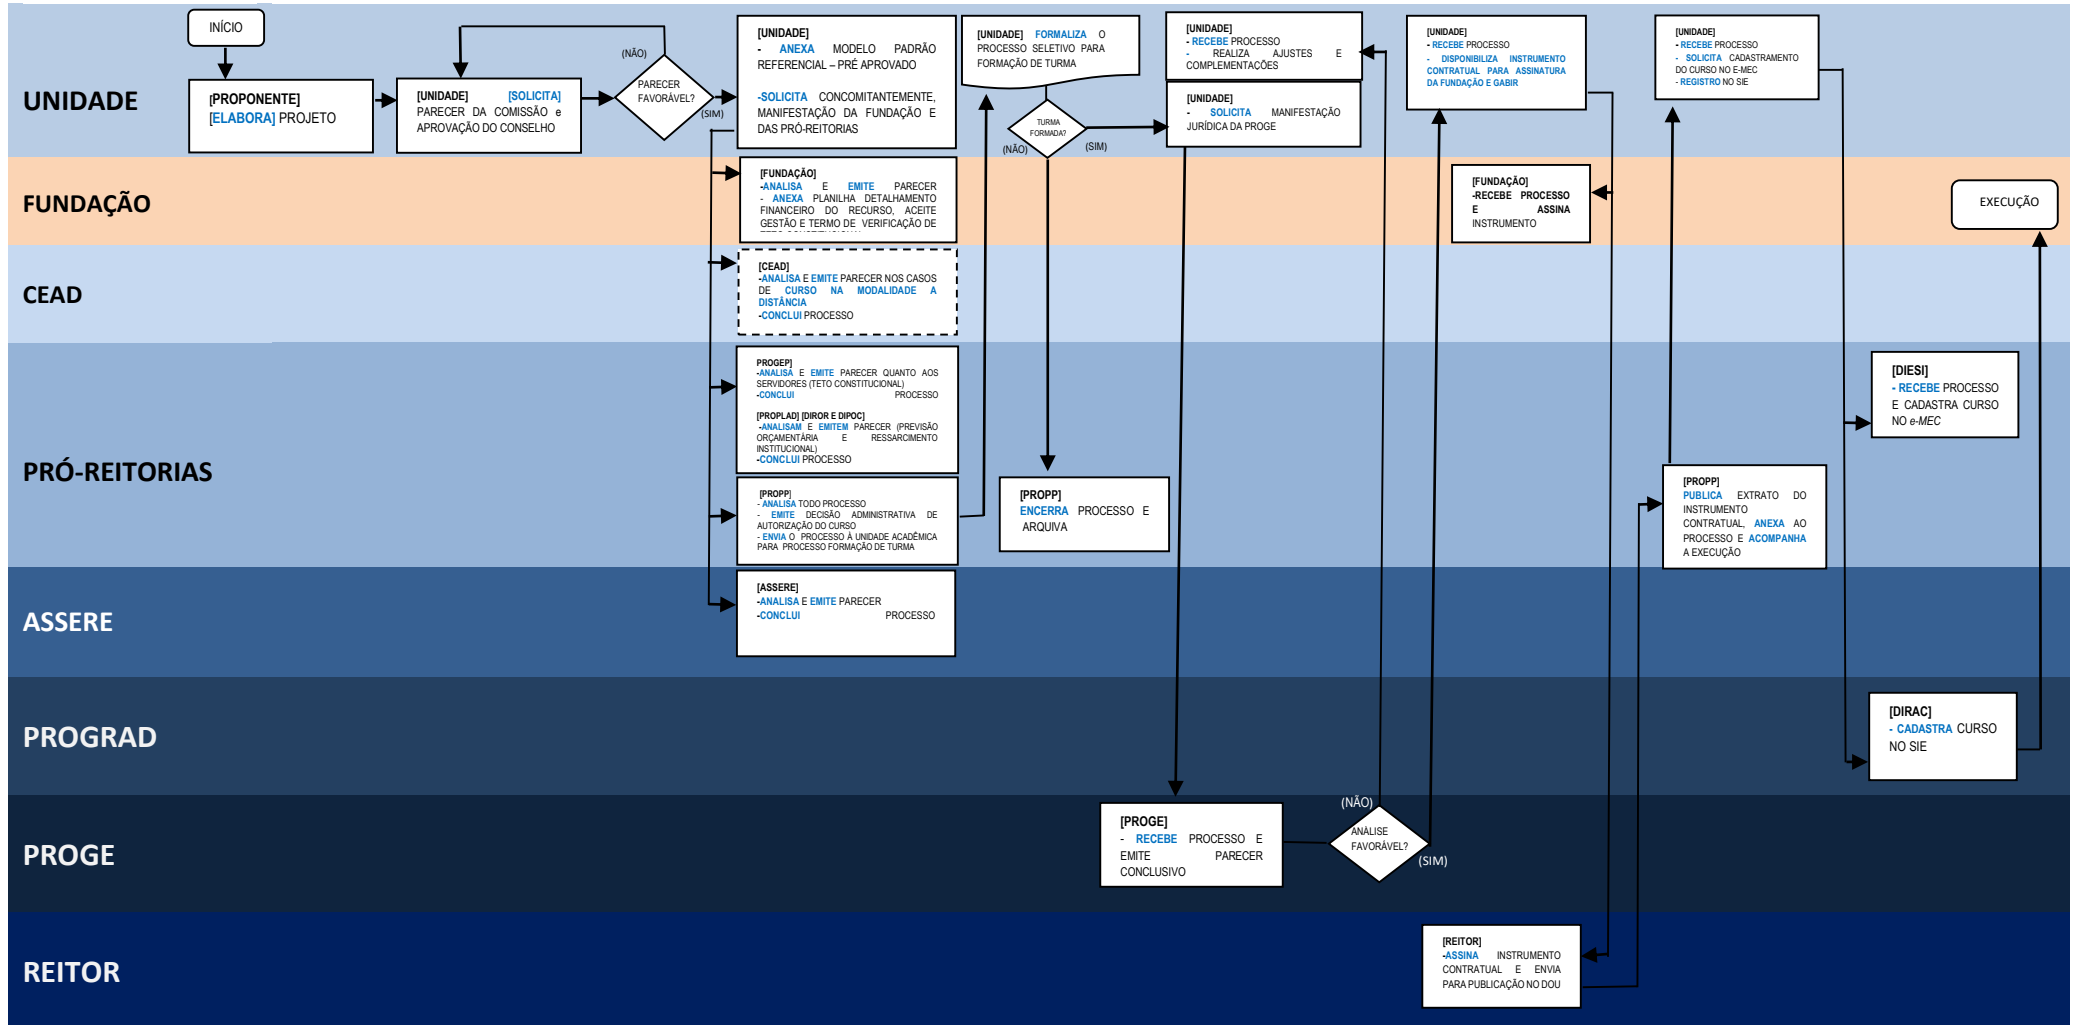 INÍCIO
UNIDADE
[PROPONENTE]
[ELABORA] PROJETO
[UNIDADE] [SOLICITA]
PARECER DA COMISSÃO e
APROVAÇÃO DO CONSELHO
(NÃO)
PARECER
FAVORÁVEL?
(SIM)
[UNIDADE]
- ANEXA MODELO PADRÃO
REFERENCIAL – PRÉ APROVADO
-SOLICITA CONCOMITANTEMENTE,
MANIFESTAÇÃO DA FUNDAÇÃO E
DAS PRÓ-REITORIAS
[UNIDADE] FORMALIZA O
PROCESSO SELETIVO PARA
FORMAÇÃO DE TURMA
TURMA
FORMADA?
(NÃO)
(SIM)
[UNIDADE]
- RECEBE PROCESSO
- REALIZA AJUSTES E
COMPLEMENTAÇÕES
[UNIDADE]
- SOLICITA MANIFESTAÇÃO
JURÍDICA DA PROGE
[UNIDADE]
- RECEBE PROCESSO
- DISPONIBILIZA INSTRUMENTO
CONTRATUAL PARA ASSINATURA
DA FUNDAÇÃO E GABIR
[UNIDADE]
- RECEBE PROCESSO
- SOLICITA CADASTRAMENTO
DO CURSO NO E-MEC
- REGISTRO NO SIE
FUNDAÇÃO
[FUNDAÇÃO]
-ANALISA E EMITE PARECER
- ANEXA PLANILHA DETALHAMENTO
FINANCEIRO DO RECURSO, ACEITE
GESTÃO E TERMO DE VERIFICAÇÃO DE
TETO CONSTITUCIONAL
[FUNDAÇÃO]
-RECEBE PROCESSO
E ASSINA
INSTRUMENTO
EXECUÇÃO
CEAD
[CEAD]
-ANALISA E EMITE PARECER NOS CASOS
DE CURSO NA MODALIDADE A
DISTÂNCIA
-CONCLUI PROCESSO
PRÓ-REITORIAS
PROGEP]
-ANALISA E EMITE PARECER QUANTO AOS
SERVIDORES (TETO CONSTITUCIONAL)
-CONCLUI PROCESSO
[PROPLAD] [DIROR E DIPOC]
-ANALISAM E EMITEM PARECER (PREVISÃO
ORÇAMENTÁRIA E RESSARCIMENTO
INSTITUCIONAL)
-CONCLUI PROCESSO
[PROPP]
- ANALISA TODO PROCESSO
- EMITE DECISÃO ADMINISTRATIVA DE
AUTORIZAÇÃO DO CURSO
- ENVIA O PROCESSO À UNIDADE ACADÊMICA
PARA PROCESSO FORMAÇÃO DE TURMA
[PROPP]
ENCERRA PROCESSO E
ARQUIVA
[PROPP]
PUBLICA EXTRATO DO
INSTRUMENTO
CONTRATUAL, ANEXA AO
PROCESSO E ACOMPANHA
A EXECUÇÃO
[DIESI]
- RECEBE PROCESSO
E CADASTRA CURSO
NO e-MEC
ASSERE
[ASSERE]
-ANALISA E EMITE PARECER
-CONCLUI PROCESSO
PROGRAD
[DIRAC]
- CADASTRA CURSO
NO SIE
PROGE
[PROGE]
- RECEBE PROCESSO E
EMITE PARECER
CONCLUSIVO
(NÃO)
ANÁLISE
FAVORÁVEL?
(SIM)
REITOR
[REITOR]
-ASSINA INSTRUMENTO
CONTRATUAL E ENVIA
PARA PUBLICAÇÃO NO DOU